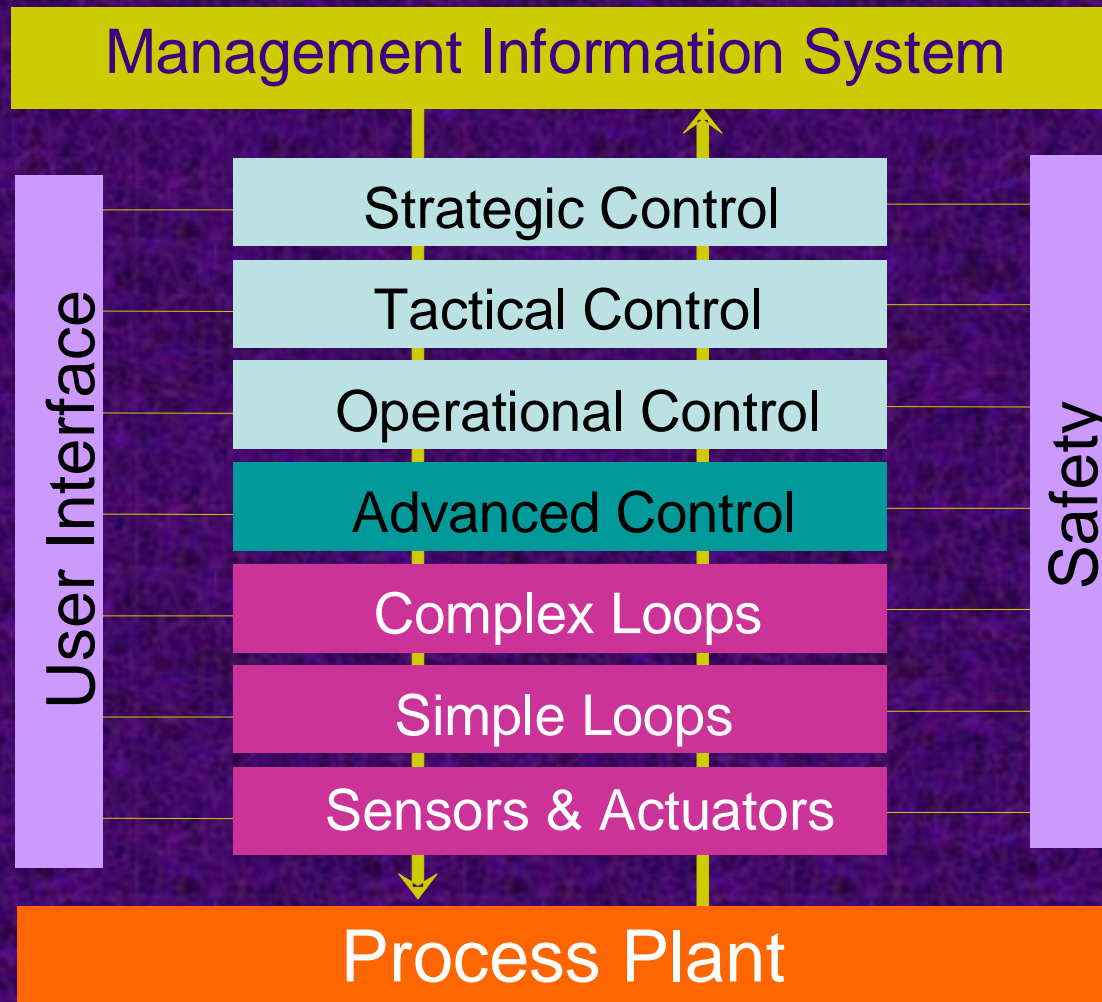 Management Information System
User Interface
Strategic Control
Tactical Control
Operational Control
Advanced Control
Complex Loops
Simple Loops
Sensors & Actuators
Safety
Process Plant